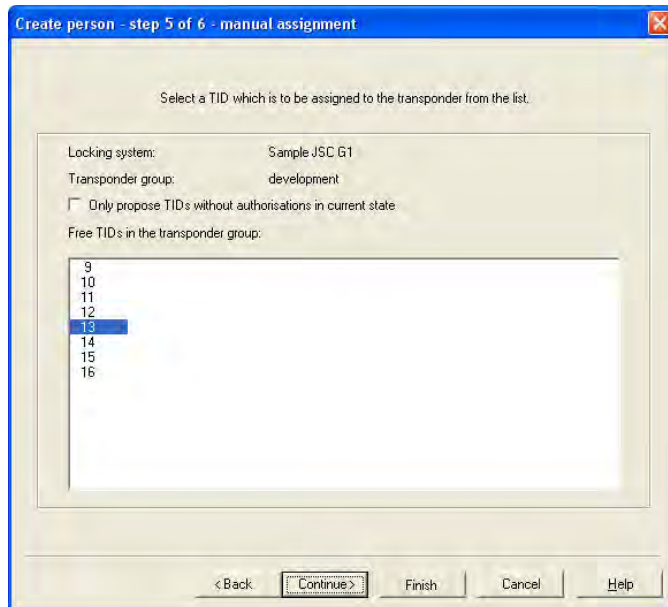 Create person - step 5 of 6 - manual assignment
Select a TID which is to be assigned to the transponder from the list.
Locking system: Sample JSC G1
Transponder group: development
Only propose TIDs without authorisations in current state
Free TIDs in the transponder group:
9
10
11
12
13
14
15
16
< Back Continue > Finish Cancel Help